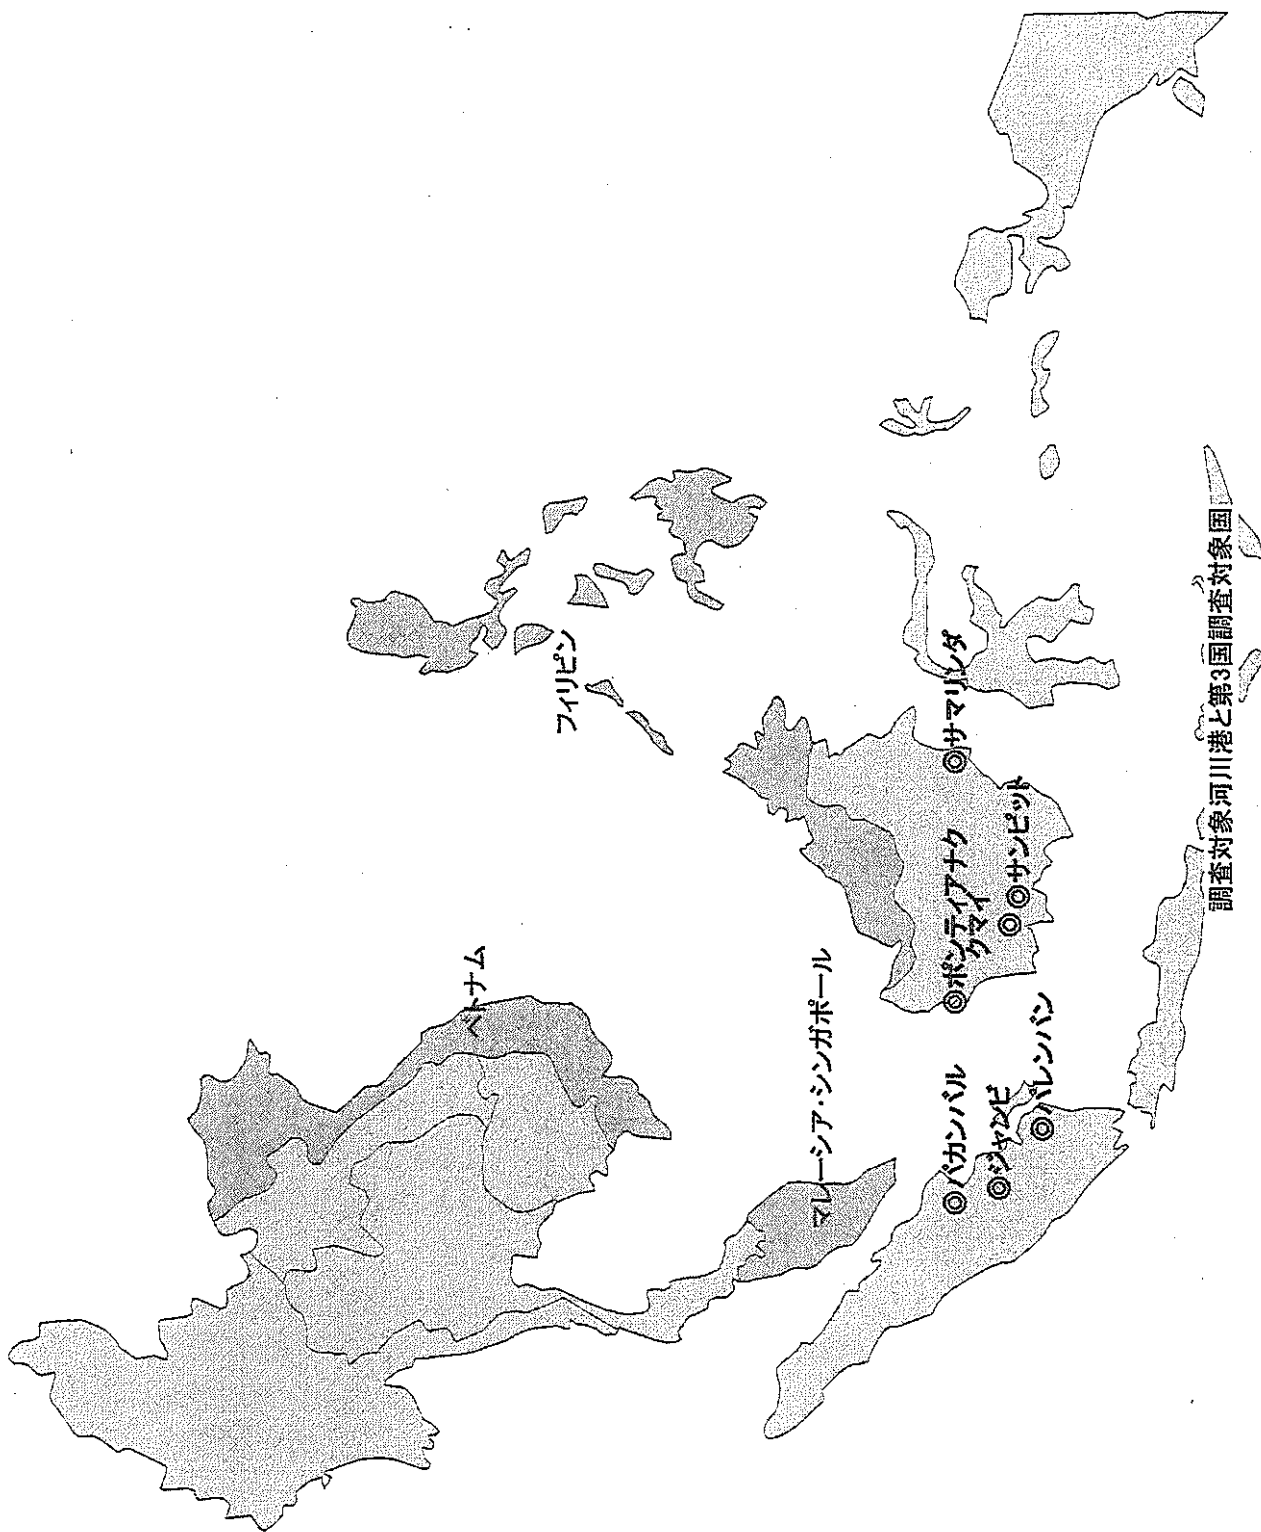 ベトナム
フィリピン
マレーシア・シンガポール
◎パカンバル
◎ジャンビ
◎パレンバン
◎ポンティアナク
クマイ
◎
◎サンピット
◎サマリンダ
調査対象河川港と第3国調査対象国